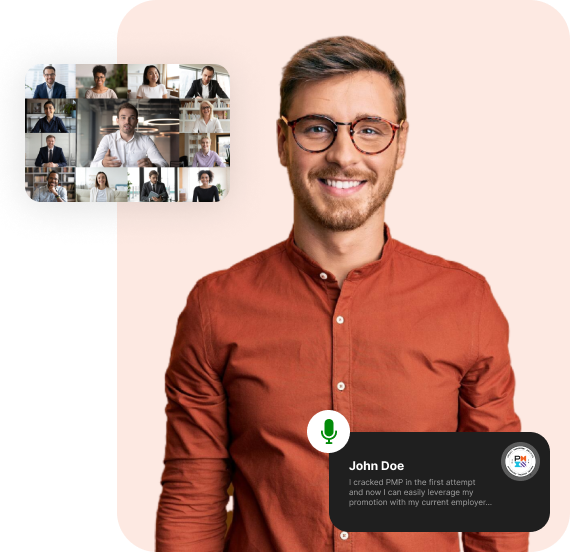 John Doe
I cracked PMP in the first attempt
and now I can easily leverage my
promotion with my current employer...